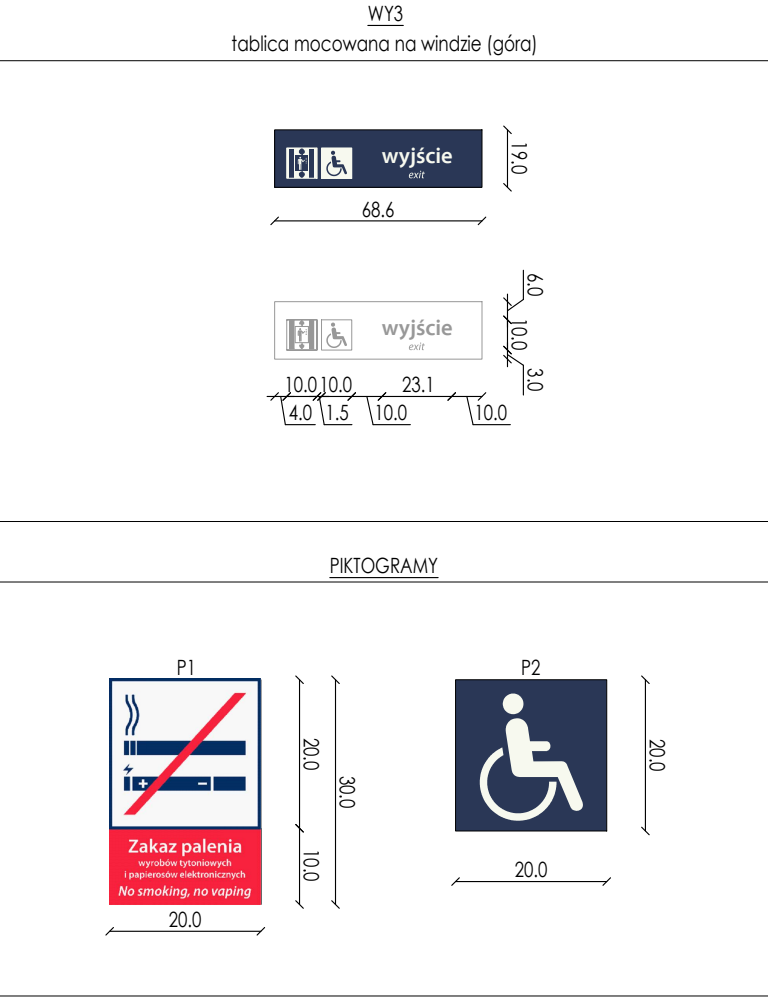 WY3
tablica mocowana na windzie (góra)
wyjście
exit
19.0
68.6
wyjście
exit
6.0
10.0
3.0
10.0 10.0 23.1
4.0 1.5 10.0 10.0
PIKTOGRAMY
P1
Zakaz palenia
wyrobów tytoniowych
i papierosów elektronicznych
No smoking, no vaping
20.0
10.0
30.0
20.0
P2
20.0
20.0